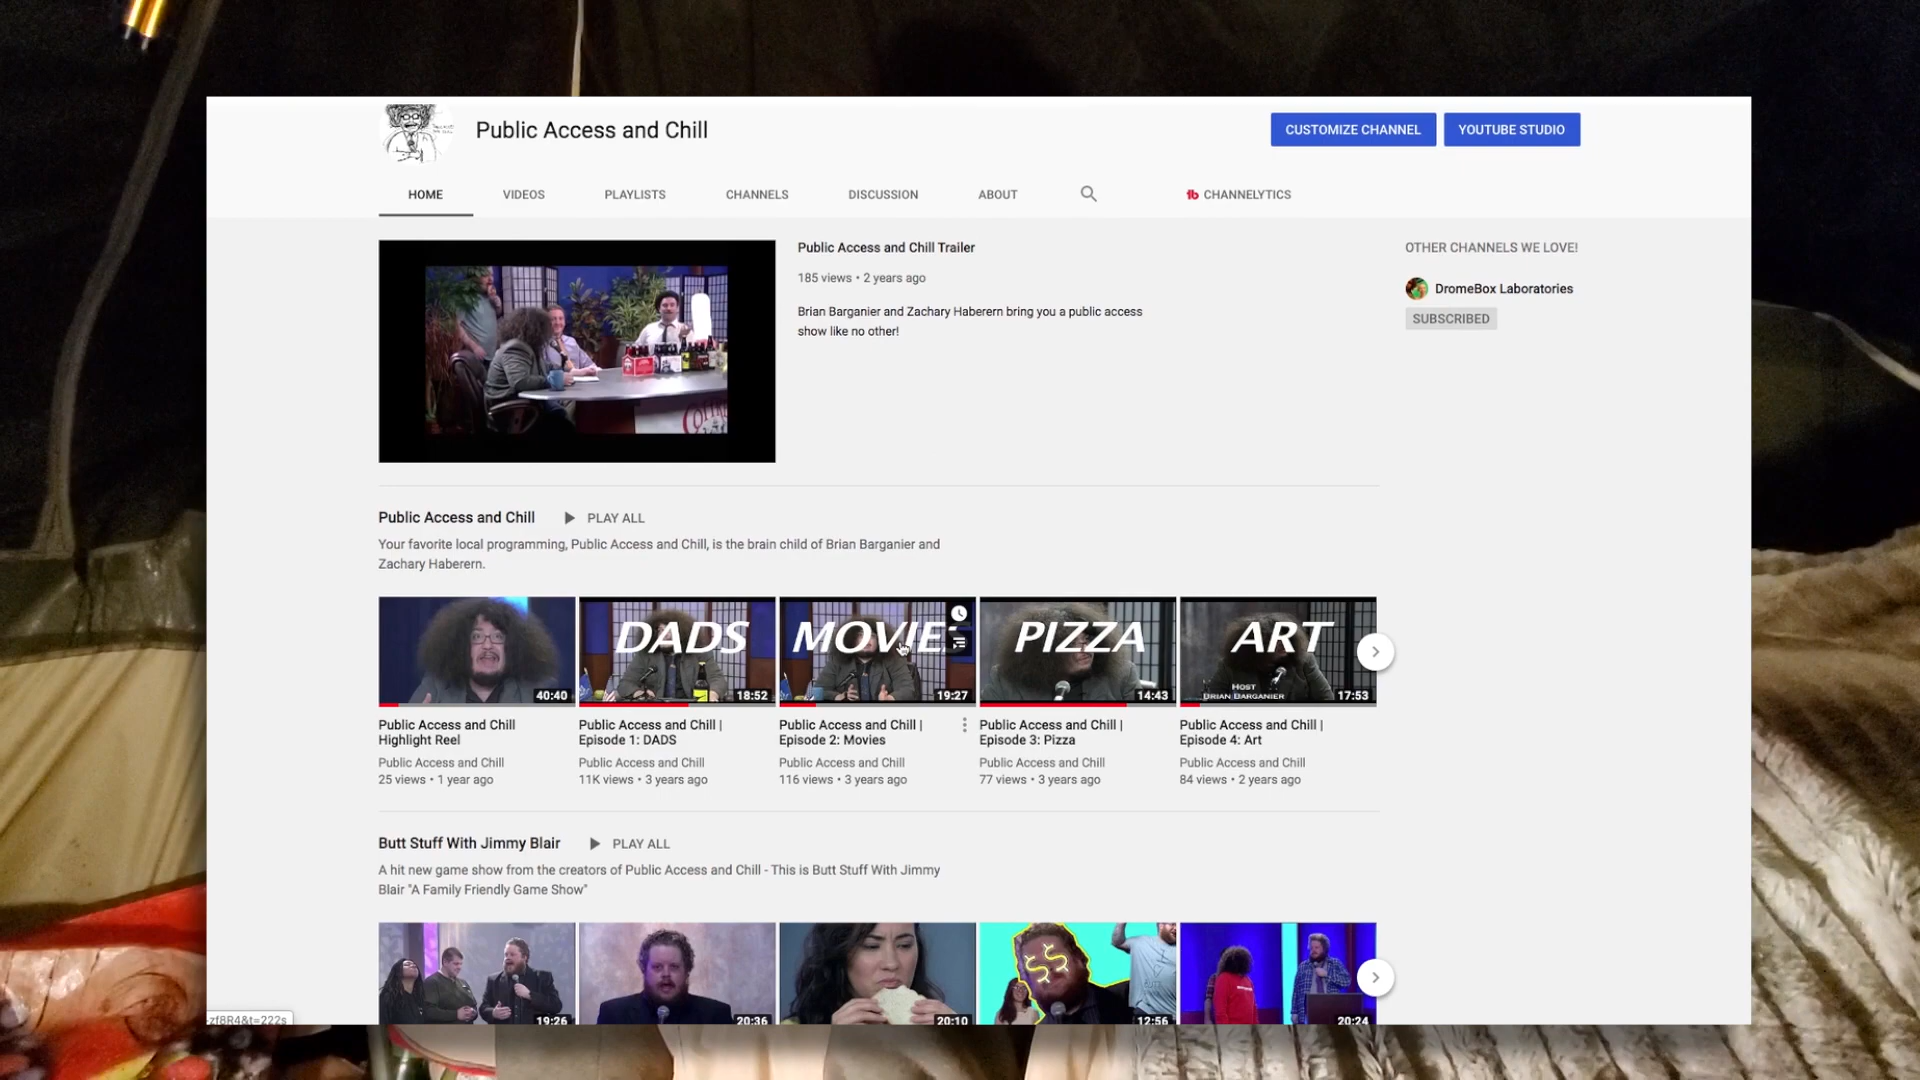 Public Access and Chill
CUSTOMIZE CHANNEL
YOUTUBE STUDIO
HOME
VIDEOS
PLAYLISTS
CHANNELS
DISCUSSION
ABOUT
tb CHANNELYTICS
Public Access and Chill Trailer
185 views • 2 years ago
Brian Barganier and Zachary Haberern bring you a public access
show like no other!
OTHER CHANNELS WE LOVE!
DromeBox Laboratories
SUBSCRIBED
Public Access and Chill
PLAY ALL
Your favorite local programming, Public Access and Chill, is the brain child of Brian Barganier and
Zachary Haberern.
40:40
DADS
18:52
MOVIES
19:27
PIZZA
14:43
ART
HOST
BRIAN BARGANIER
17:53
Public Access and Chill
Highlight Reel
Public Access and Chill
25 views • 1 year ago
Public Access and Chill |
Episode 1: DADS
Public Access and Chill
11K views • 3 years ago
Public Access and Chill |
Episode 2: Movies
Public Access and Chill
116 views • 3 years ago
Public Access and Chill |
Episode 3: Pizza
Public Access and Chill
77 views • 3 years ago
Public Access and Chill |
Episode 4: Art
Public Access and Chill
84 views • 2 years ago
Butt Stuff With Jimmy Blair
PLAY ALL
A hit new game show from the creators of Public Access and Chill - This is Butt Stuff With Jimmy
Blair "A Family Friendly Game Show"
19:26
20:36
20:10
12:56
20:24
zf8R4&t=222s